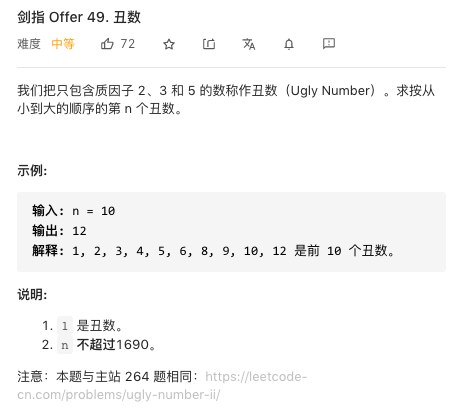 剑指 Offer 49. 丑数
难度 中等 72
我们把只包含质因子 2、3 和 5 的数称作丑数（Ugly Number）。求按从
小到大的顺序的第 n 个丑数。
示例:
输入: n = 10
输出: 12
解释: 1, 2, 3, 4, 5, 6, 8, 9, 10, 12 是前 10 个丑数。
说明:
1. 1 是丑数。
2. n 不超过1690。
注意：本题与主站 264 题相同：https://leetcode-
cn.com/problems/ugly-number-ii/